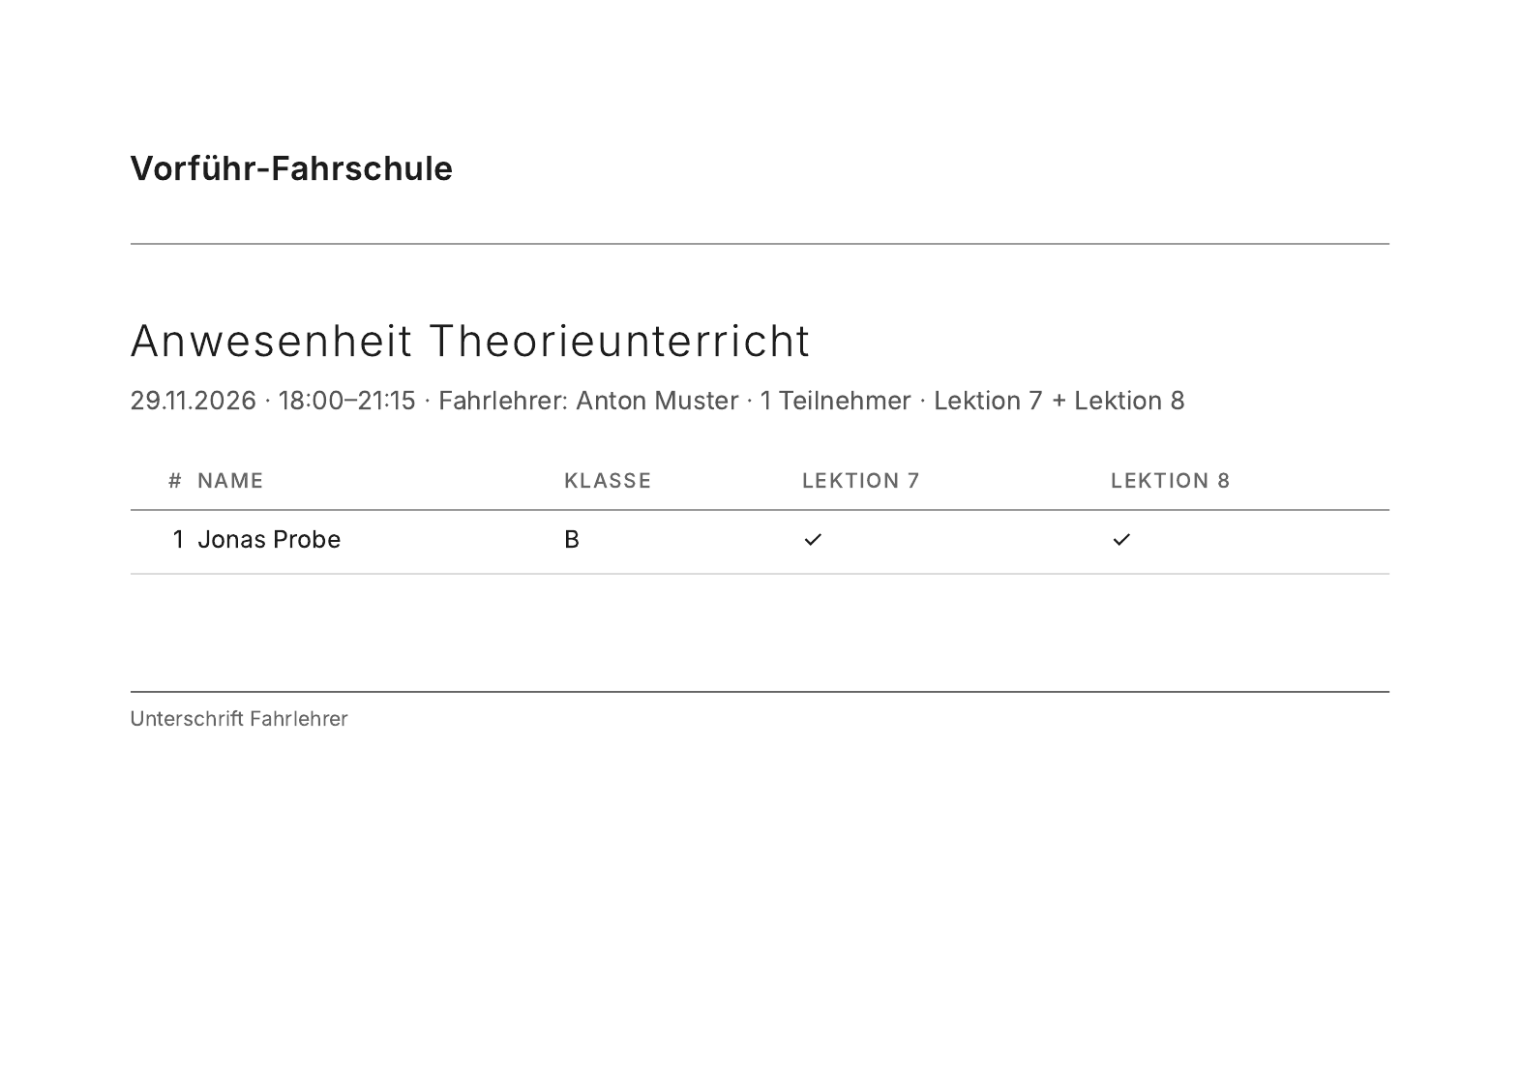 Vorführ-Fahrschule
Anwesenheit Theorieunterricht
29.11.2026 · 18:00–21:15 · Fahrlehrer: Anton Muster · 1 Teilnehmer · Lektion 7 + Lektion 8
# NAME KLASSE LEKTION 7 LEKTION 8
1 Jonas Probe B ✓ ✓
Unterschrift Fahrlehrer